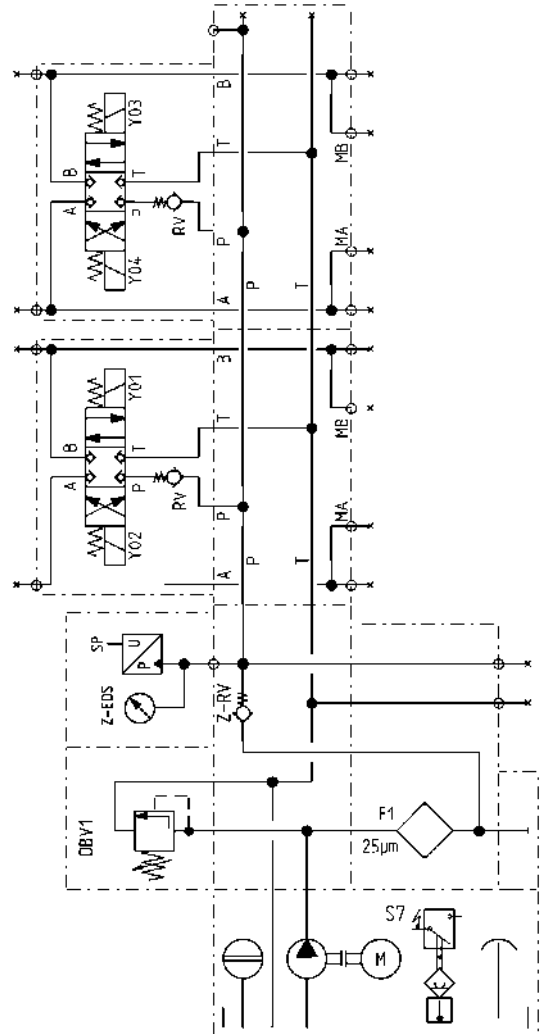 Y03
B
B
T
T
MB
A
P
RV
P
P
MA
Y04
A
T
Y01
B
B
T
T
MB
A
P
RV
P
P
MA
Y02
A
T
SP
U
P
Z-EDS
Z-RV
DBV1
F1
25µm
S7
M